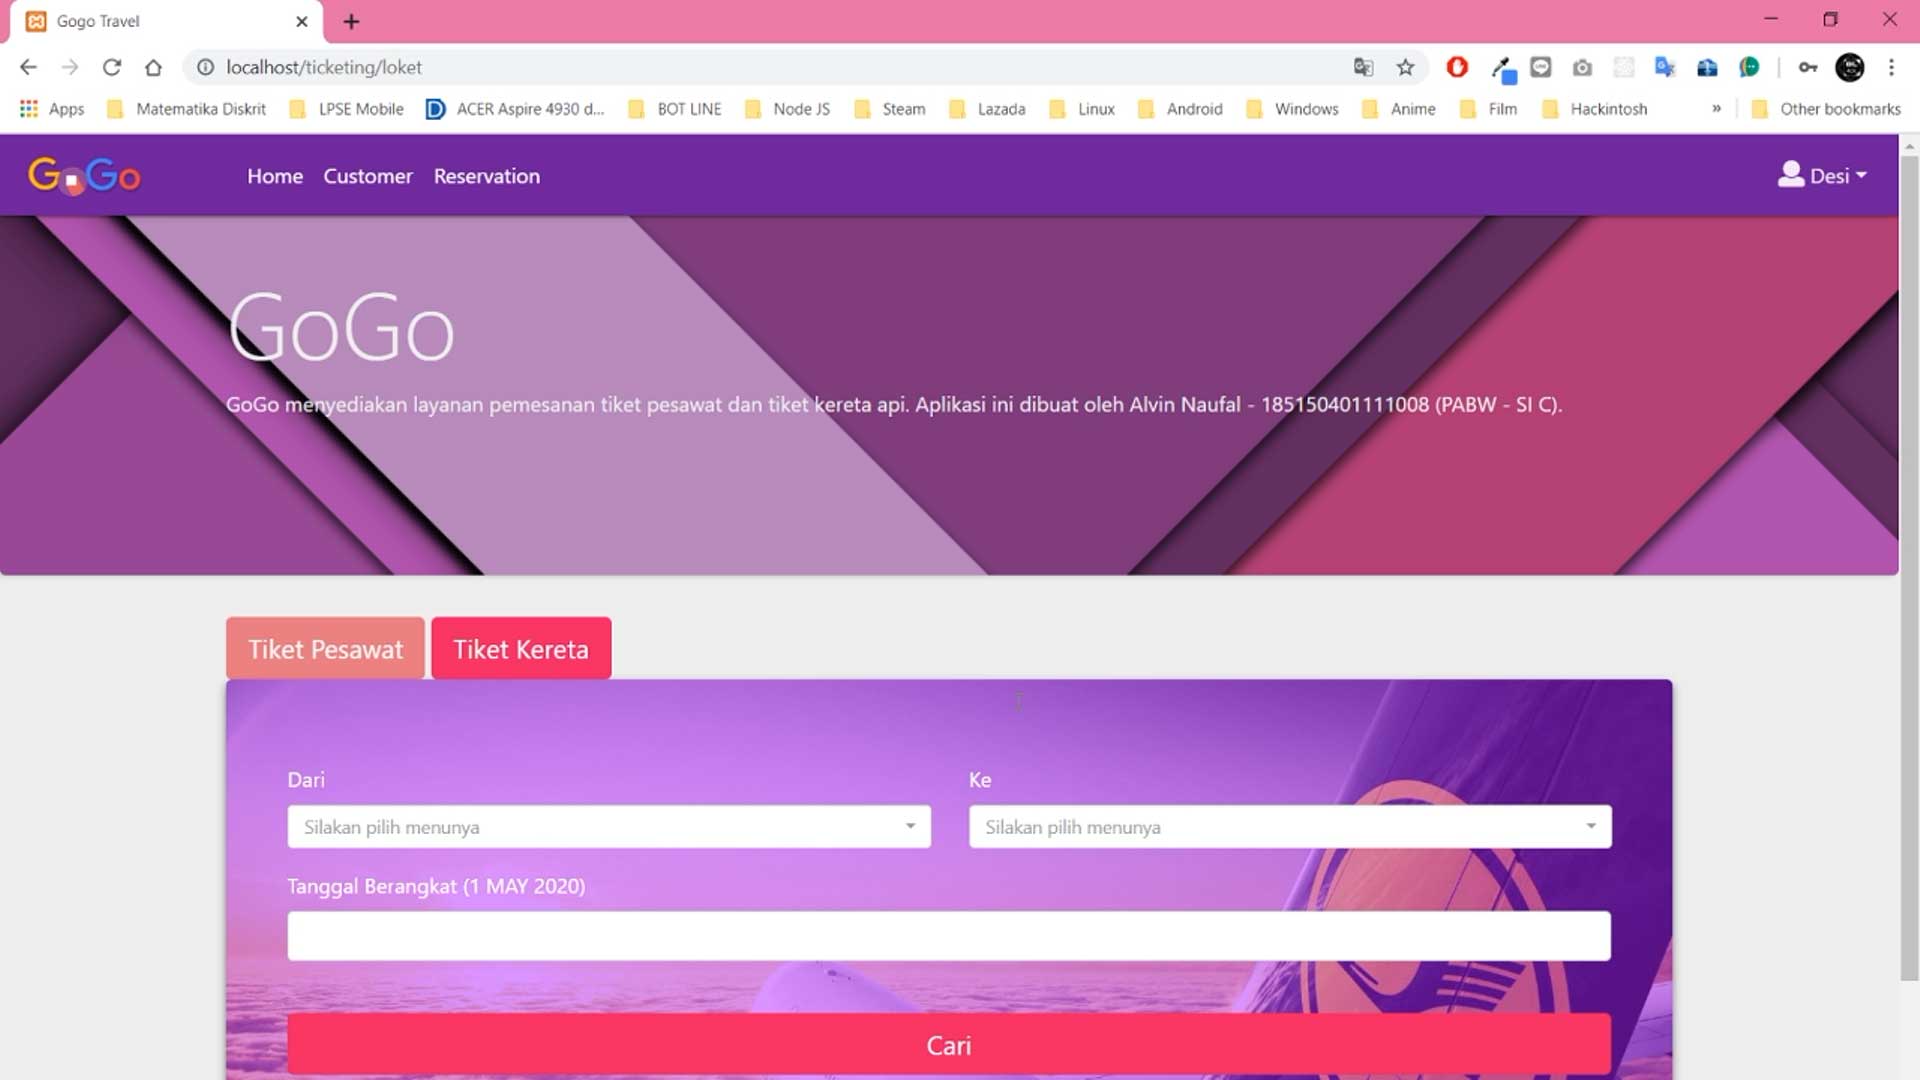 Gogo Travel
localhost/ticketing/loket
Apps Matematika Diskrit LPSE Mobile ACER Aspire 4930 d... BOT LINE Node JS Steam Lazada Linux Android Windows Anime Film Hackintosh » Other bookmarks
GoGo Home Customer Reservation Desi
GoGo
GoGo menyediakan layanan pemesanan tiket pesawat dan tiket kereta api. Aplikasi ini dibuat oleh Alvin Naufal - 185150401111008 (PABW - SI C).
Tiket Pesawat Tiket Kereta
Dari Ke
Silakan pilih menunya Silakan pilih menunya
Tanggal Berangkat (1 MAY 2020)
Cari